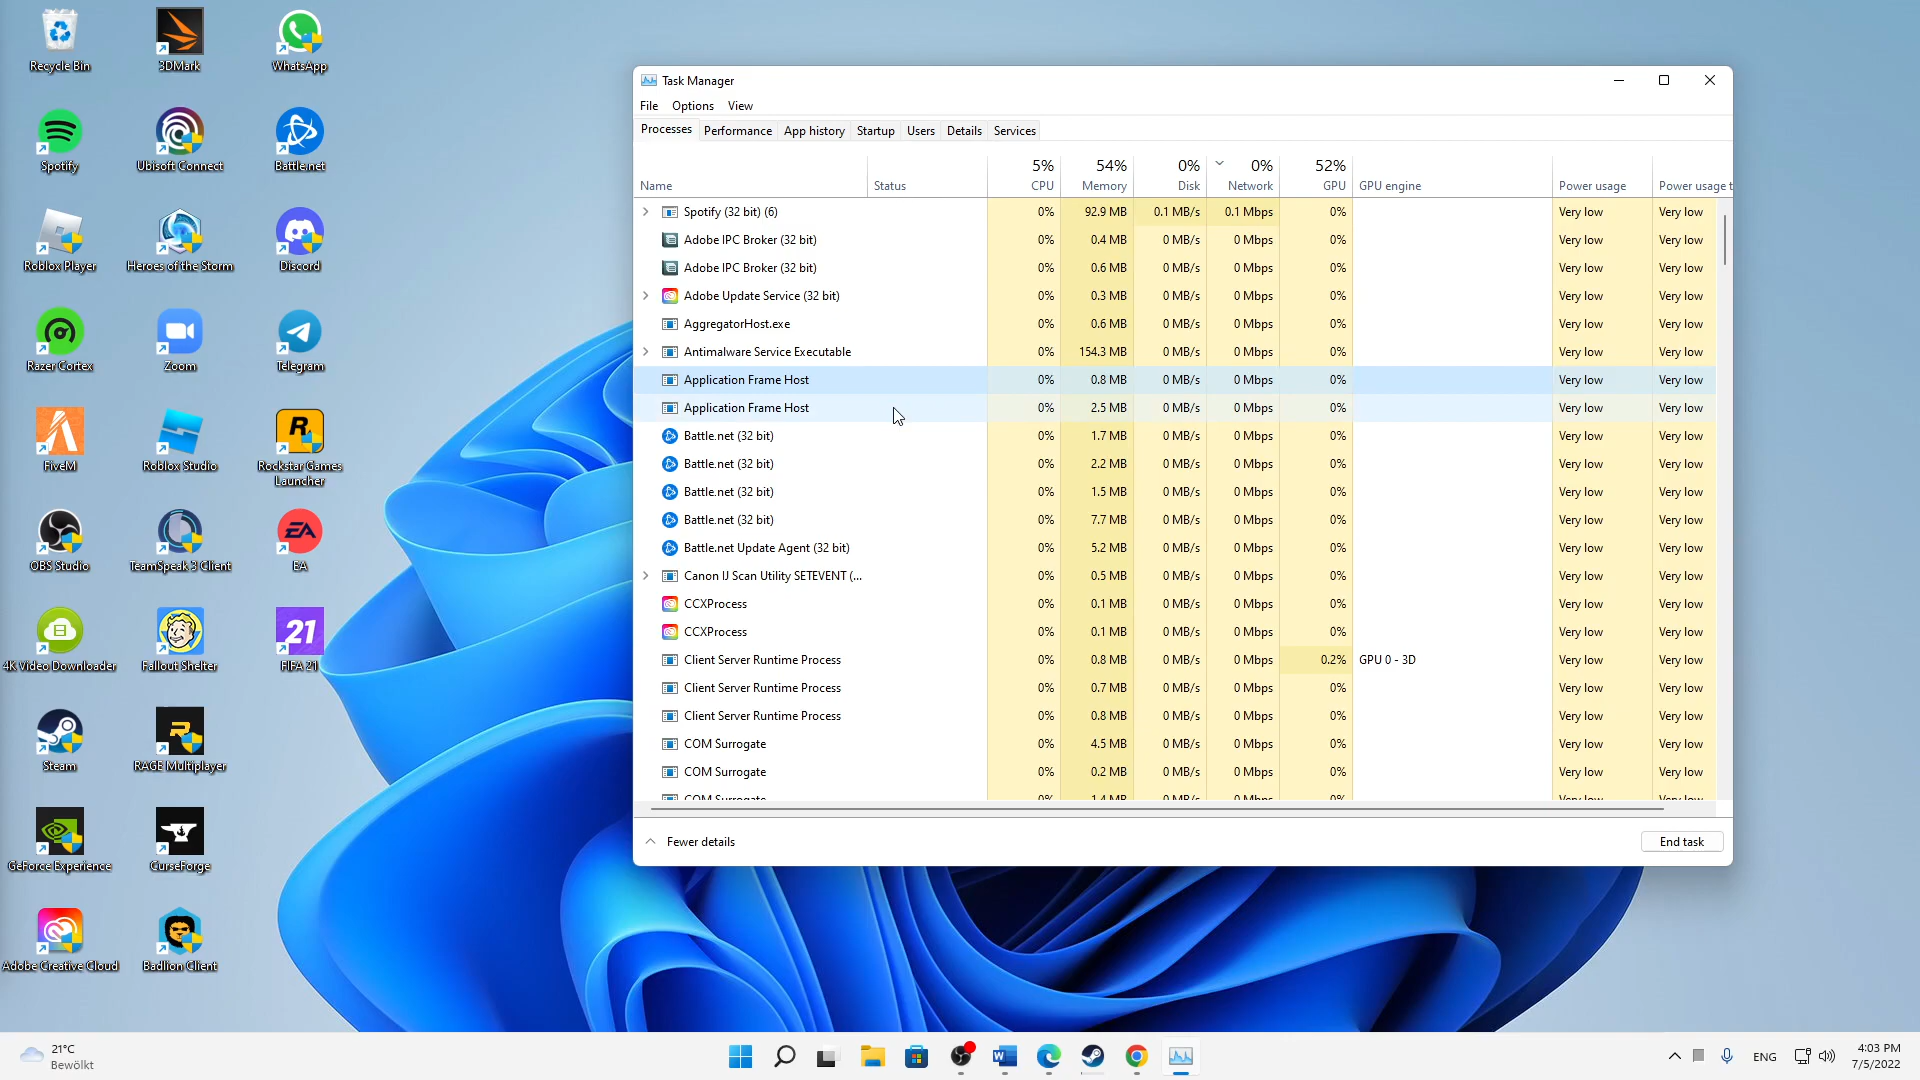 Recycle Bin
3DMark
WhatsApp
Spotify
Ubisoft Connect
Battle.net
Roblox Player
Heroes of the Storm
Discord
Razer Cortex
Zoom
Telegram
FiveM
Roblox Studio
R
Rockstar Games
Launcher
OBS Studio
TeamSpeak 3 Client
EA
EA
4K Video Downloader
Fallout Shelter
21
FIFA 21
Steam
RAGE Multiplayer
GeForce Experience
CurseForge
Adobe Creative Cloud
Badlion Client
Task Manager
File Options View
Processes Performance App history Startup Users Details Services
5% 54% 0% 0% 52%
Name Status CPU Memory Disk Network GPU GPU engine Power usage Power usage t
Spotify (32 bit) (6) 0% 92.9 MB 0.1 MB/s 0.1 Mbps 0% Very low Very low
Adobe IPC Broker (32 bit) 0% 0.4 MB 0 MB/s 0 Mbps 0% Very low Very low
Adobe IPC Broker (32 bit) 0% 0.6 MB 0 MB/s 0 Mbps 0% Very low Very low
Adobe Update Service (32 bit) 0% 0.3 MB 0 MB/s 0 Mbps 0% Very low Very low
AggregatorHost.exe 0% 0.6 MB 0 MB/s 0 Mbps 0% Very low Very low
Antimalware Service Executable 0% 154.3 MB 0 MB/s 0 Mbps 0% Very low Very low
Application Frame Host 0% 0.8 MB 0 MB/s 0 Mbps 0% Very low Very low
Application Frame Host 0% 2.5 MB 0 MB/s 0 Mbps 0% Very low Very low
Battle.net (32 bit) 0% 1.7 MB 0 MB/s 0 Mbps 0% Very low Very low
Battle.net (32 bit) 0% 2.2 MB 0 MB/s 0 Mbps 0% Very low Very low
Battle.net (32 bit) 0% 1.5 MB 0 MB/s 0 Mbps 0% Very low Very low
Battle.net (32 bit) 0% 7.7 MB 0 MB/s 0 Mbps 0% Very low Very low
Battle.net Update Agent (32 bit) 0% 5.2 MB 0 MB/s 0 Mbps 0% Very low Very low
Canon IJ Scan Utility SETEVENT (... 0% 0.5 MB 0 MB/s 0 Mbps 0% Very low Very low
CCXProcess 0% 0.1 MB 0 MB/s 0 Mbps 0% Very low Very low
CCXProcess 0% 0.1 MB 0 MB/s 0 Mbps 0% Very low Very low
Client Server Runtime Process 0% 0.8 MB 0 MB/s 0 Mbps 0.2% GPU 0 - 3D Very low Very low
Client Server Runtime Process 0% 0.7 MB 0 MB/s 0 Mbps 0% Very low Very low
Client Server Runtime Process 0% 0.8 MB 0 MB/s 0 Mbps 0% Very low Very low
COM Surrogate 0% 4.5 MB 0 MB/s 0 Mbps 0% Very low Very low
COM Surrogate 0% 0.2 MB 0 MB/s 0 Mbps 0% Very low Very low
COM Surrogate 0% 1.4 MB 0 MB/s 0 Mbps 0% Very low Very low
Fewer details End task
21°C
Bewölkt
ENG
4:03 PM
7/5/2022